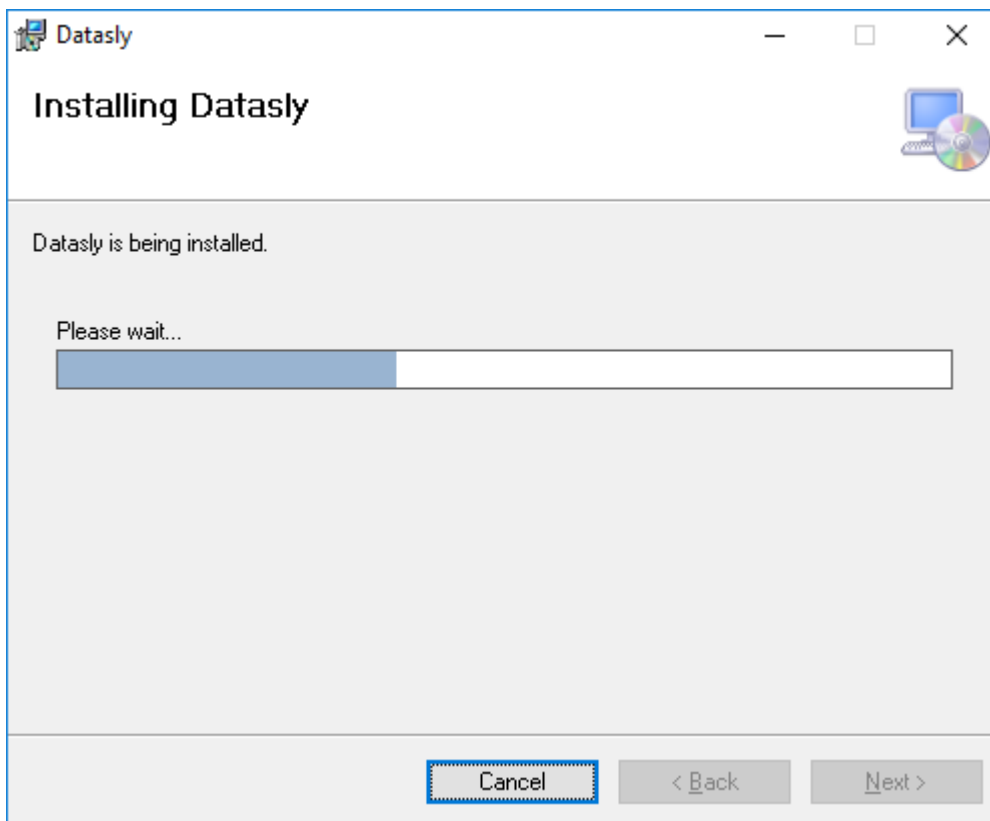 Datasly
Installing Datasly
Datasly is being installed.
Please wait...
Cancel
< Back
Next >